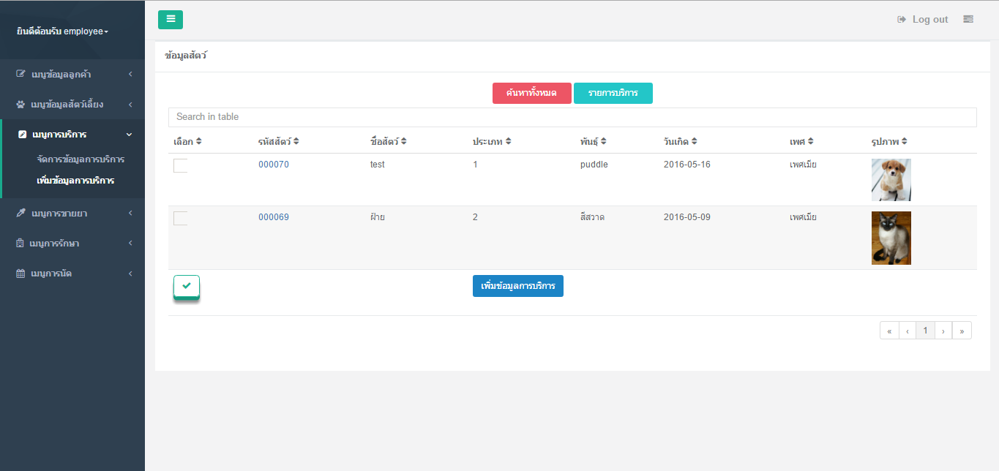 ยินดีต้อนรับ employee
Log out
เมนูข้อมูลลูกค้า
เมนูข้อมูลสัตว์เลี้ยง
เมนูการบริการ
จัดการข้อมูลการบริการ
เพิ่มข้อมูลการบริการ
เมนูการขายยา
เมนูการรักษา
เมนูการนัด
ข้อมูลสัตว์
ค้นหาทั้งหมด รายการบริการ
Search in table
เลือก รหัสสัตว์ ชื่อสัตว์ ประเภท พันธุ์ วันเกิด เพศ รูปภาพ
000070 test 1 puddle 2016-05-16 เพศเมีย
000069 ฝ้าย 2 สีสวาด 2016-05-09 เพศเมีย
เพิ่มข้อมูลการบริการ
« ‹ 1 › »